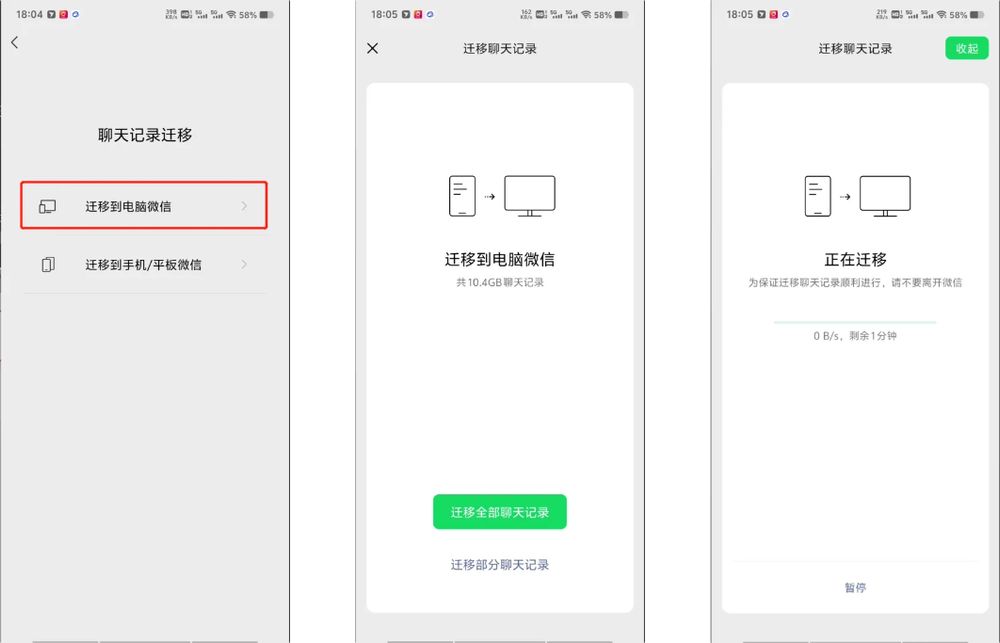 18:04
398 KB/s 5G 5G 58%
聊天记录迁移
迁移到电脑微信
迁移到手机/平板微信
18:05
162 KB/s 5G 5G 58%
迁移聊天记录
迁移到电脑微信
共10.4GB聊天记录
迁移全部聊天记录
迁移部分聊天记录
18:05
219 KB/s 5G 5G 58%
迁移聊天记录
收起
正在迁移
为保证迁移聊天记录顺利进行，请不要离开微信
0 B/s，剩余1分钟
暂停